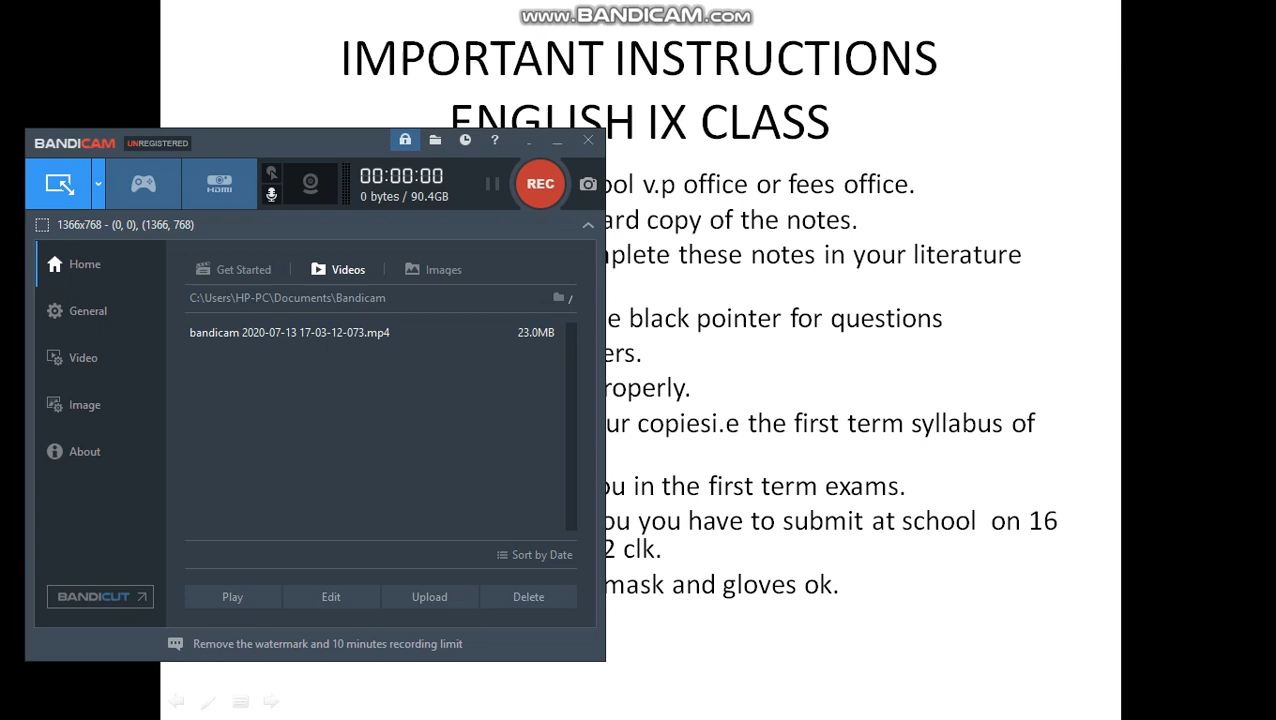 www.BANDICAM.com
IMPORTANT INSTRUCTIONS
ENGLISH IX CLASS
ool v.p office or fees office.
ard copy of the notes.
plete these notes in your literature
e black pointer for questions
ers.
roperly.
ur copiesi.e the first term syllabus of
ou in the first term exams.
ou you have to submit at school on 16
2 clk.
mask and gloves ok.
BANDICAM UNREGISTERED
?
HDMI
00:00:00
0 bytes / 90.4GB
REC
1366x768 - (0, 0), (1366, 768)
Home
General
Video
Image
About
BANDICUT
Get Started
Videos
Images
C:\Users\HP-PC\Documents\Bandicam
/
bandicam 2020-07-13 17-03-12-073.mp4 23.0MB
Sort by Date
Play Edit Upload Delete
Remove the watermark and 10 minutes recording limit